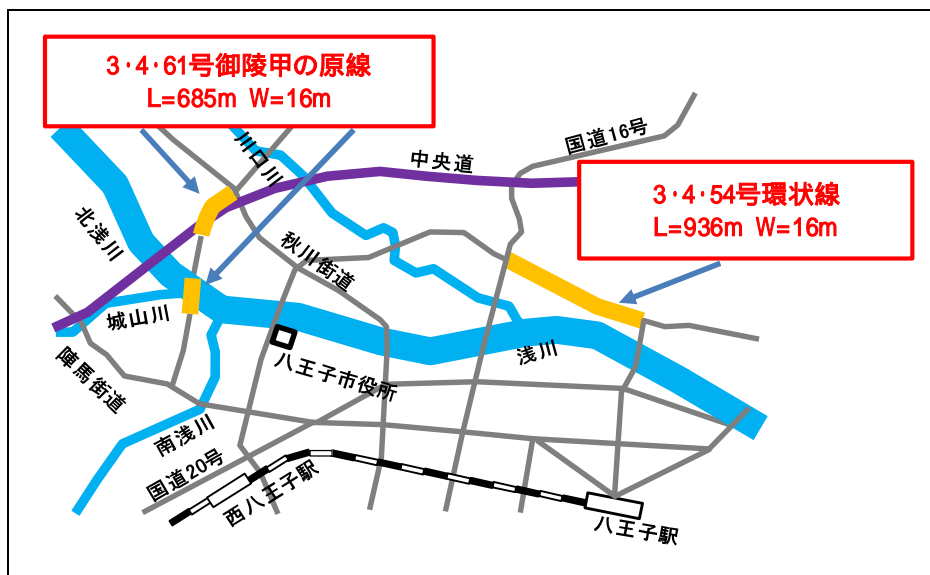 3・4・61号御陵甲の原線
L=685m W=16m
川口川
中央道
国道16号
3・4・54号環状線
L=936m W=16m
北浅川
秋川街道
城山川
浅川
陣馬街道
八王子市役所
南浅川
国道20号
西八王子駅
八王子駅